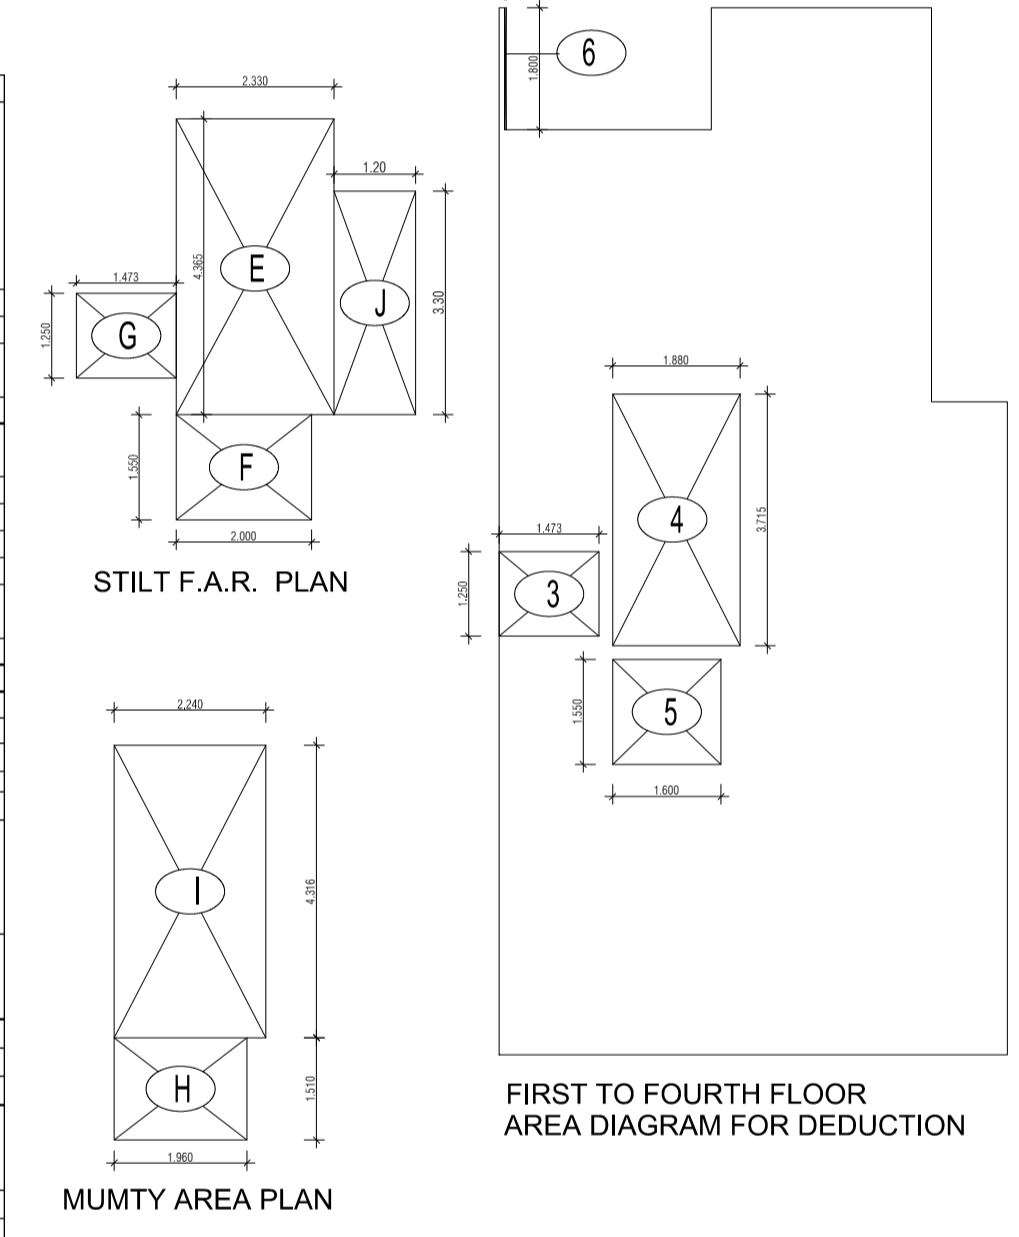 2.330
1.20
4.365
E
J
3.30
1.473
1.250
G
1.550
F
2.000
STILT F.A.R. PLAN
2.240
4.316
I
1.510
H
1.960
MUMTY AREA PLAN
1.800
6
1.880
3.715
4
1.473
1.250
3
1.550
5
1.600
FIRST TO FOURTH FLOOR
AREA DIAGRAM FOR DEDUCTION